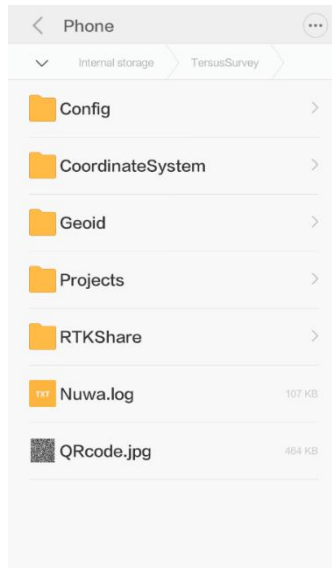 Phone
Internal storage TersusSurvey
Config
CoordinateSystem
Geoid
Projects
RTKShare
TXT Nuwa.log 107 KB
QRcode.jpg 464 KB